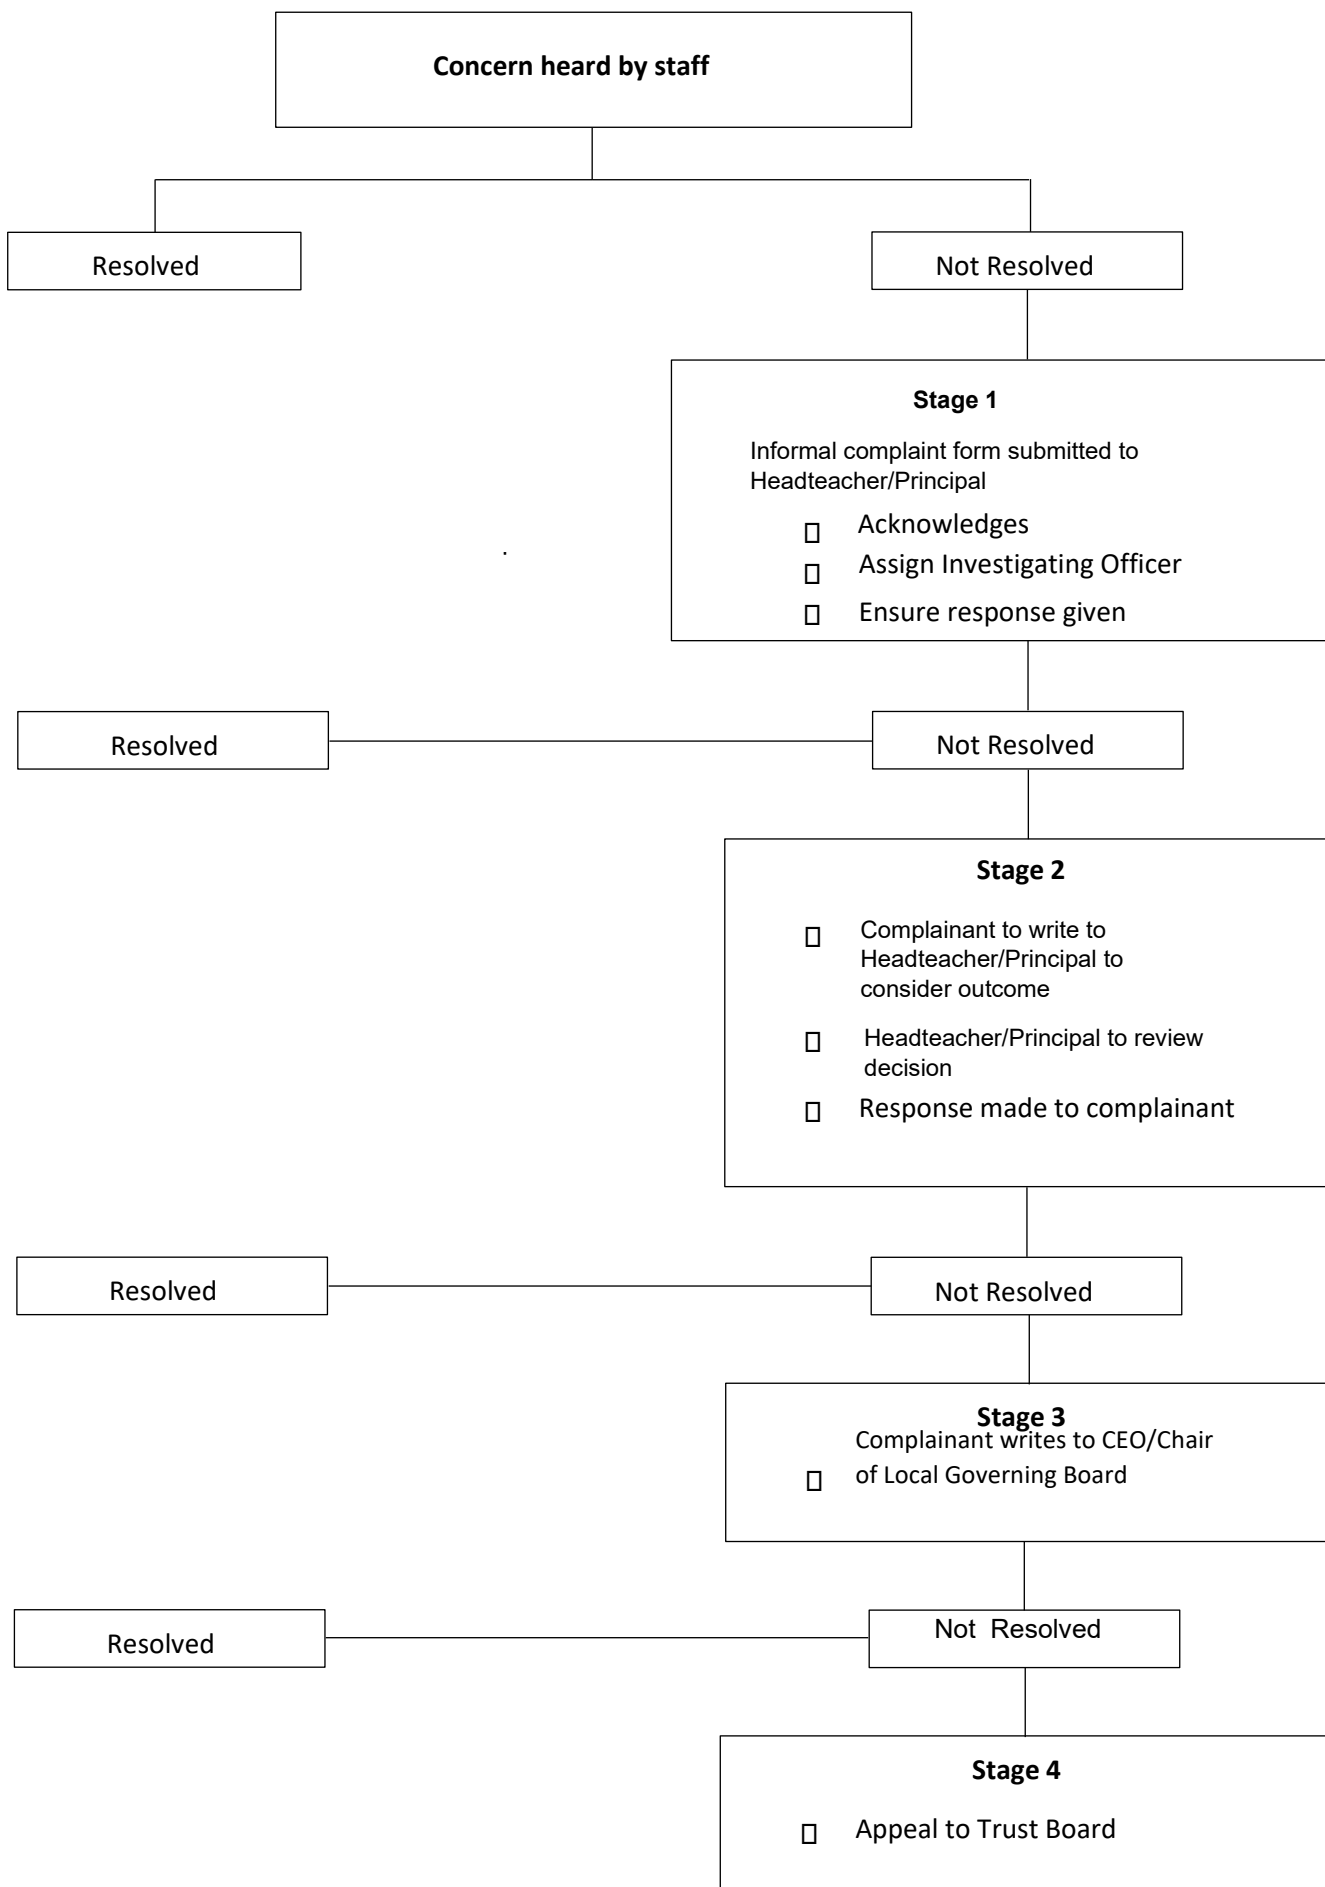 Concern heard by staff
Resolved
Not Resolved
Stage 1
Informal complaint form submitted to
Headteacher/Principal
Acknowledges
Assign Investigating Officer
Ensure response given
.
Resolved
Not Resolved
Stage 2
Complainant to write to
Headteacher/Principal to
consider outcome
Headteacher/Principal to review
decision
Response made to complainant
Resolved
Not Resolved
Stage 3
Complainant writes to CEO/Chair
of Local Governing Board
Resolved
Not Resolved
Stage 4
Appeal to Trust Board